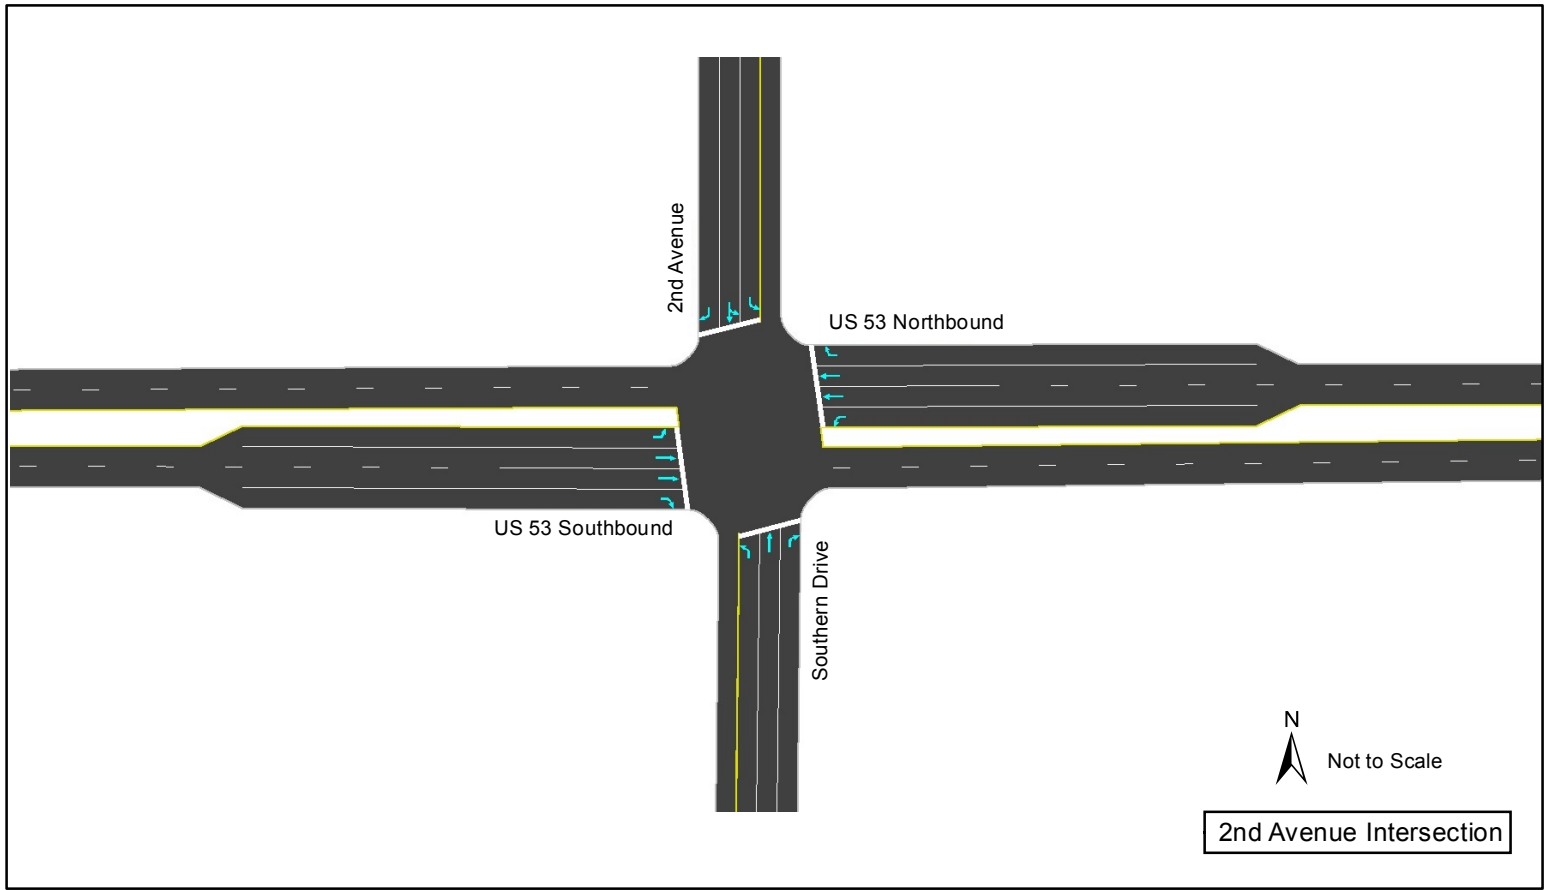 2nd Avenue
US 53 Northbound
US 53 Southbound
Southern Drive
N
Not to Scale
2nd Avenue Intersection